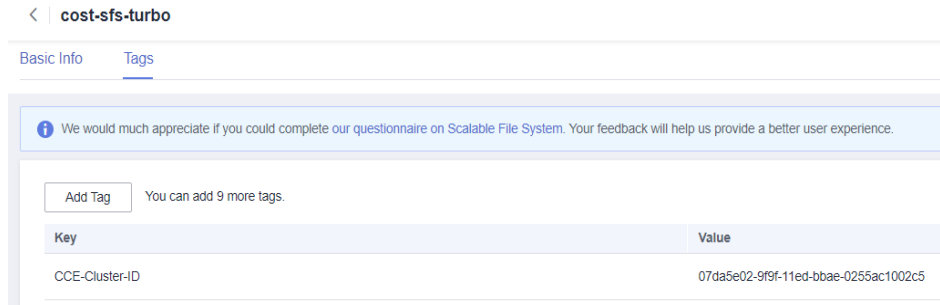 cost-sfs-turbo
Basic Info Tags
We would much appreciate if you could complete our questionnaire on Scalable File System. Your feedback will help us provide a better user experience.
Add Tag You can add 9 more tags.
Key Value
CCE-Cluster-ID 07da5e02-9f9f-11ed-bbae-0255ac1002c5